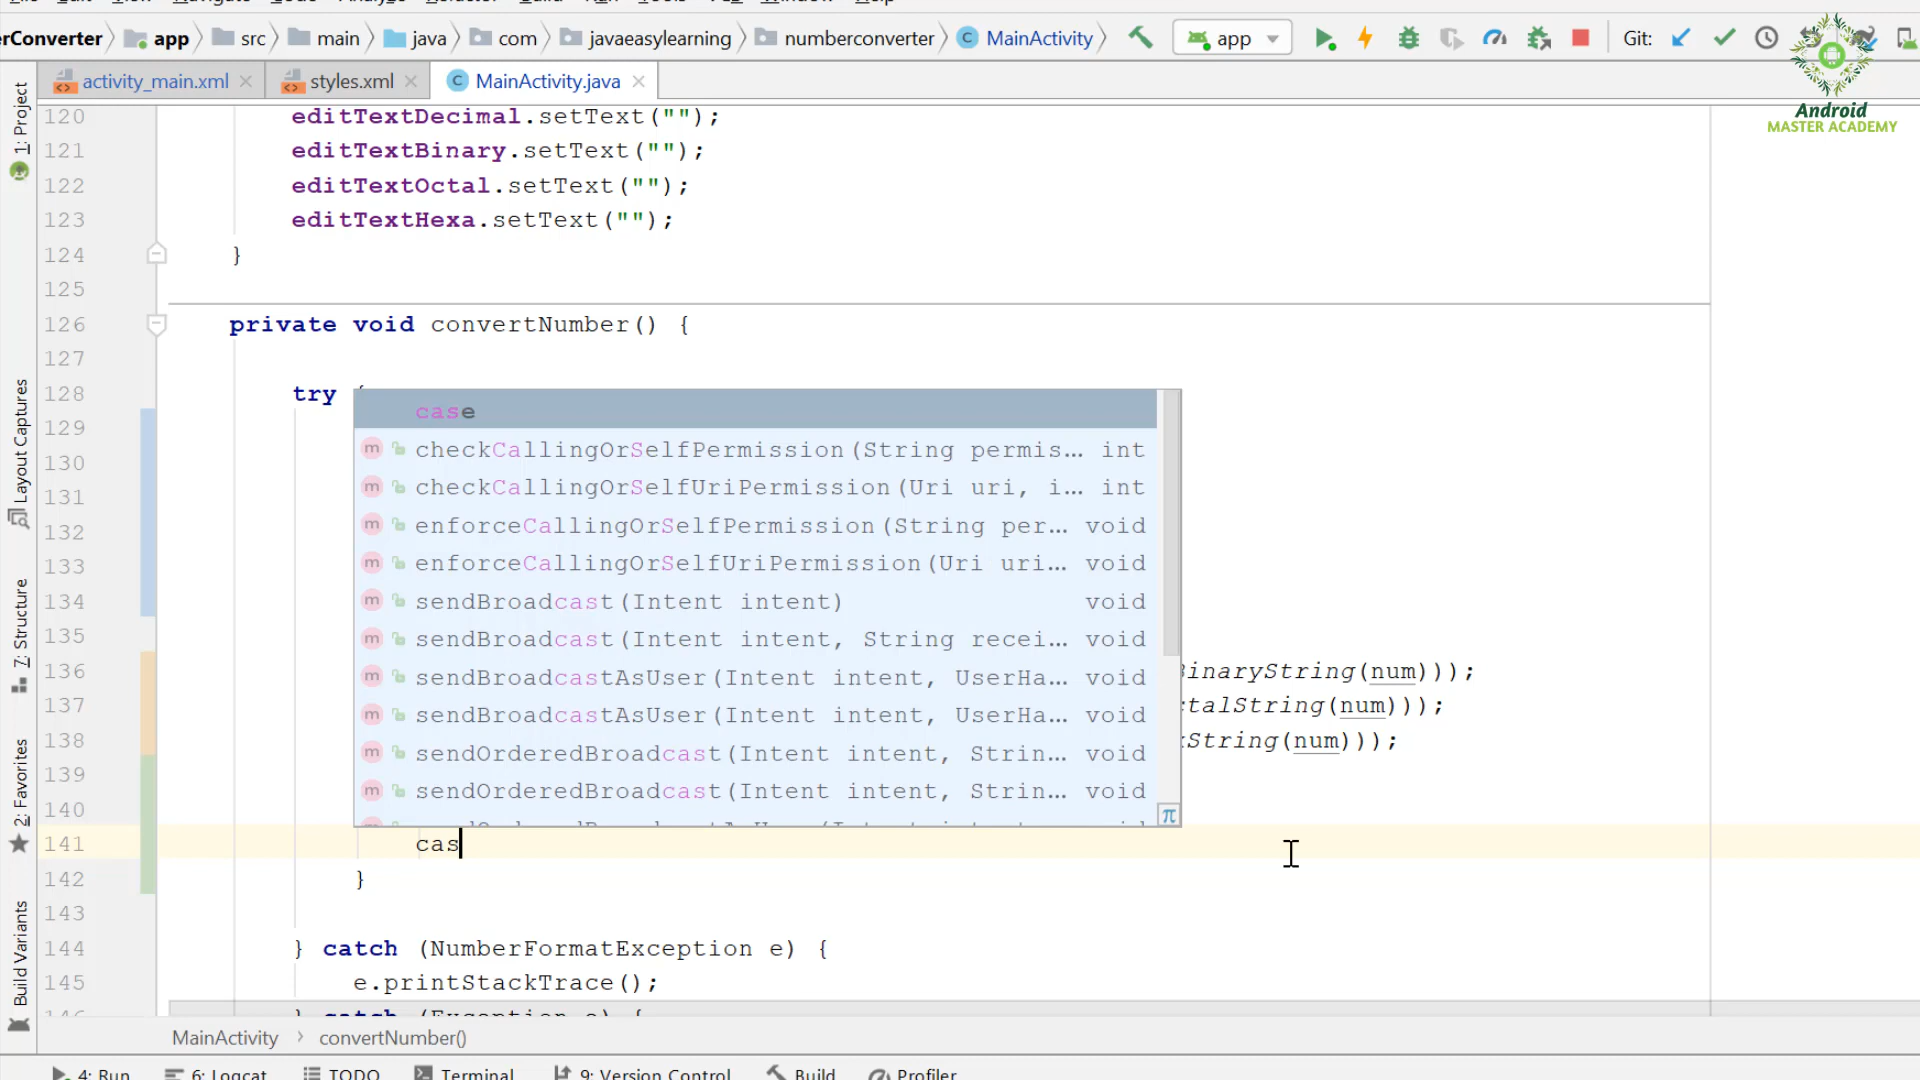 erConverter app src main java com javaeasylearning numberconverter MainActivity app Git:
Android
MASTER ACADEMY
activity_main.xml styles.xml MainActivity.java
1: Project
Layout Captures
7: Structure
2: Favorites
Build Variants
120 editTextDecimal.setText("");
121 editTextBinary.setText("");
122 editTextOctal.setText("");
123 editTextHexa.setText("");
124 }
125
126 private void convertNumber() {
127
128 try {
129
130
131
132
133
134
135
136 BinaryString(num)));
137 ctalString(num)));
138 xString(num)));
139
140
141 cas
142 }
143
144 } catch (NumberFormatException e) {
145 e.printStackTrace();
146 } catch (Exception e) {
case
checkCallingOrSelfPermission(String permis... int
checkCallingOrSelfUriPermission(Uri uri, i... int
enforceCallingOrSelfPermission(String per... void
enforceCallingOrSelfUriPermission(Uri uri... void
sendBroadcast(Intent intent) void
sendBroadcast(Intent intent, String recei... void
sendBroadcastAsUser(Intent intent, UserHa... void
sendBroadcastAsUser(Intent intent, UserHa... void
sendOrderedBroadcast(Intent intent, Strin... void
sendOrderedBroadcast(Intent intent, Strin... void
π
MainActivity convertNumber()
4: Run 6: Logcat TODO Terminal 9: Version Control Build Profiler